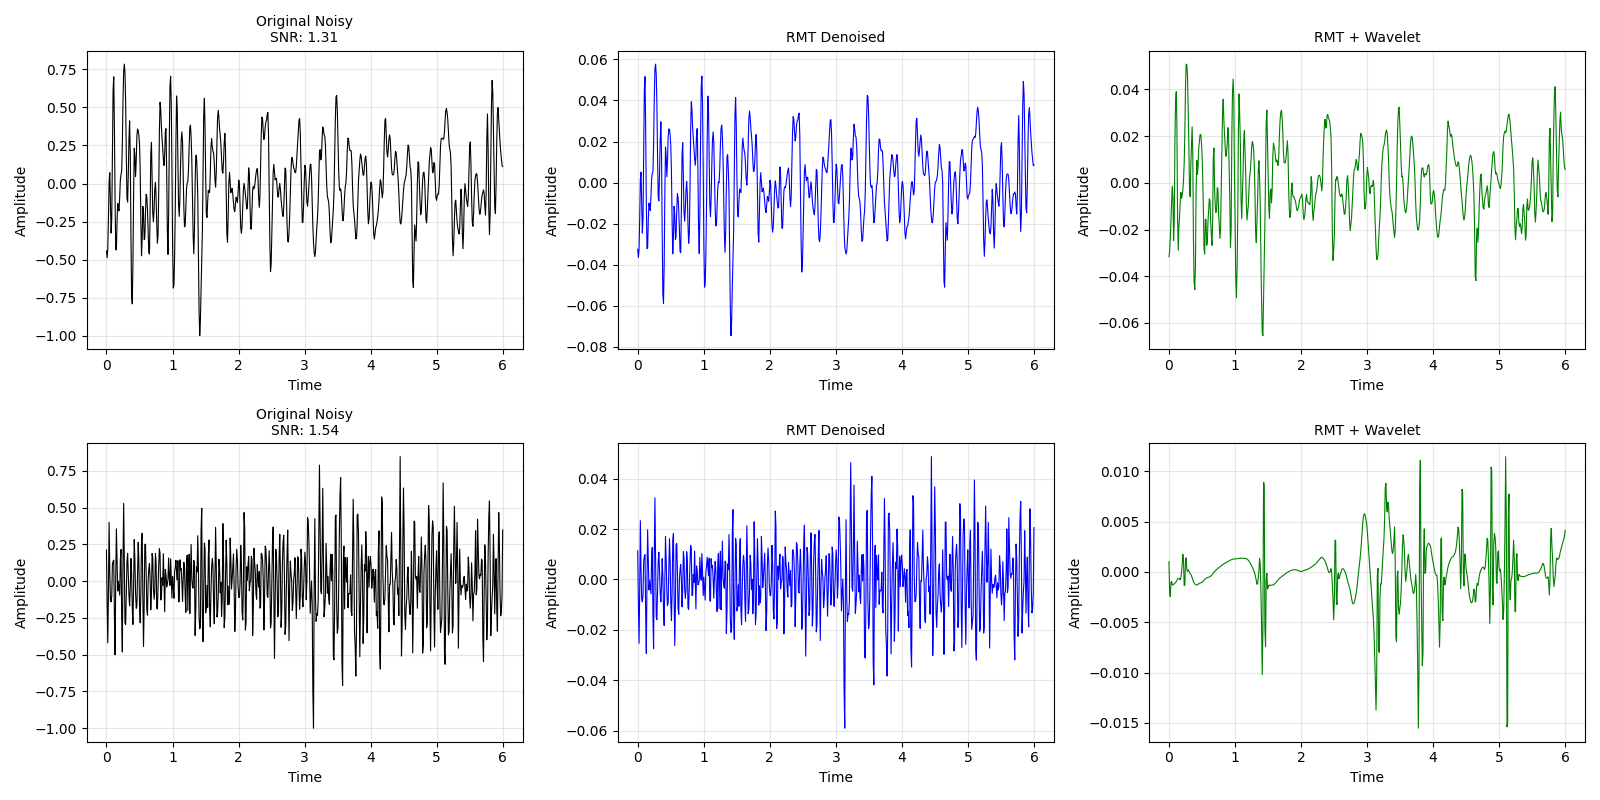 Original Noisy
SNR: 1.31
RMT Denoised
RMT + Wavelet
Amplitude
0.75
0.50
0.25
0.00
−0.25
−0.50
−0.75
−1.00
0 1 2 3 4 5 6
Time
Amplitude
0.06
0.04
0.02
0.00
−0.02
−0.04
−0.06
−0.08
0 1 2 3 4 5 6
Time
Amplitude
0.04
0.02
0.00
−0.02
−0.04
−0.06
0 1 2 3 4 5 6
Time
Original Noisy
SNR: 1.54
RMT Denoised
RMT + Wavelet
Amplitude
0.75
0.50
0.25
0.00
−0.25
−0.50
−0.75
−1.00
0 1 2 3 4 5 6
Time
Amplitude
0.04
0.02
0.00
−0.02
−0.04
−0.06
0 1 2 3 4 5 6
Time
Amplitude
0.010
0.005
0.000
−0.005
−0.010
−0.015
0 1 2 3 4 5 6
Time